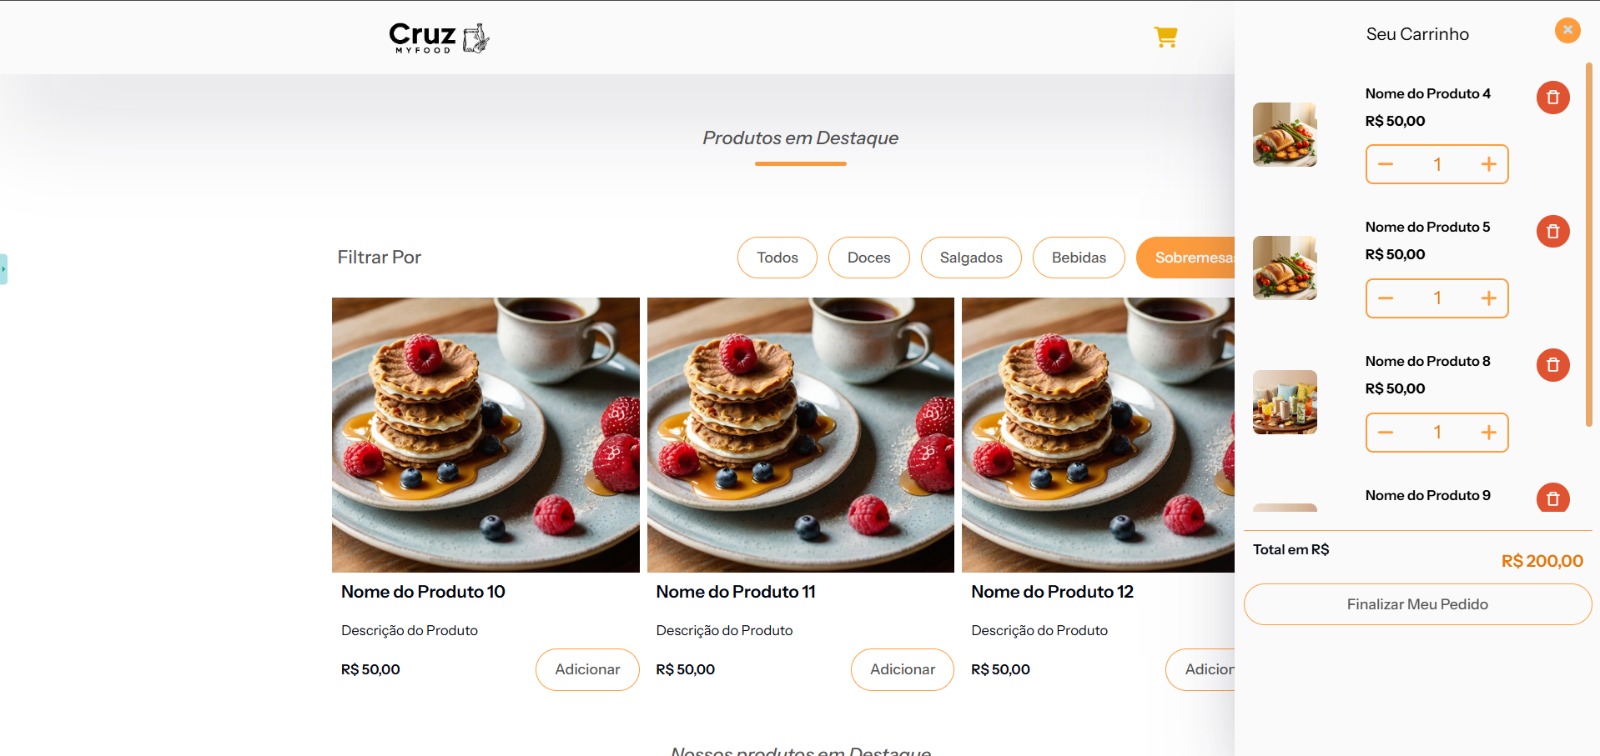 Cruz
MYFOOD
Produtos em Destaque
Filtrar Por
Todos
Doces
Salgados
Bebidas
Sobremesas
Nome do Produto 10
Descrição do Produto
R$ 50,00
Adicionar
Nome do Produto 11
Descrição do Produto
R$ 50,00
Adicionar
Nome do Produto 12
Descrição do Produto
R$ 50,00
Adicior
Nossos produtos em Destaque
Seu Carrinho
Nome do Produto 4
R$ 50,00
1
Nome do Produto 5
R$ 50,00
1
Nome do Produto 8
R$ 50,00
1
Nome do Produto 9
Total em R$
R$ 200,00
Finalizar Meu Pedido